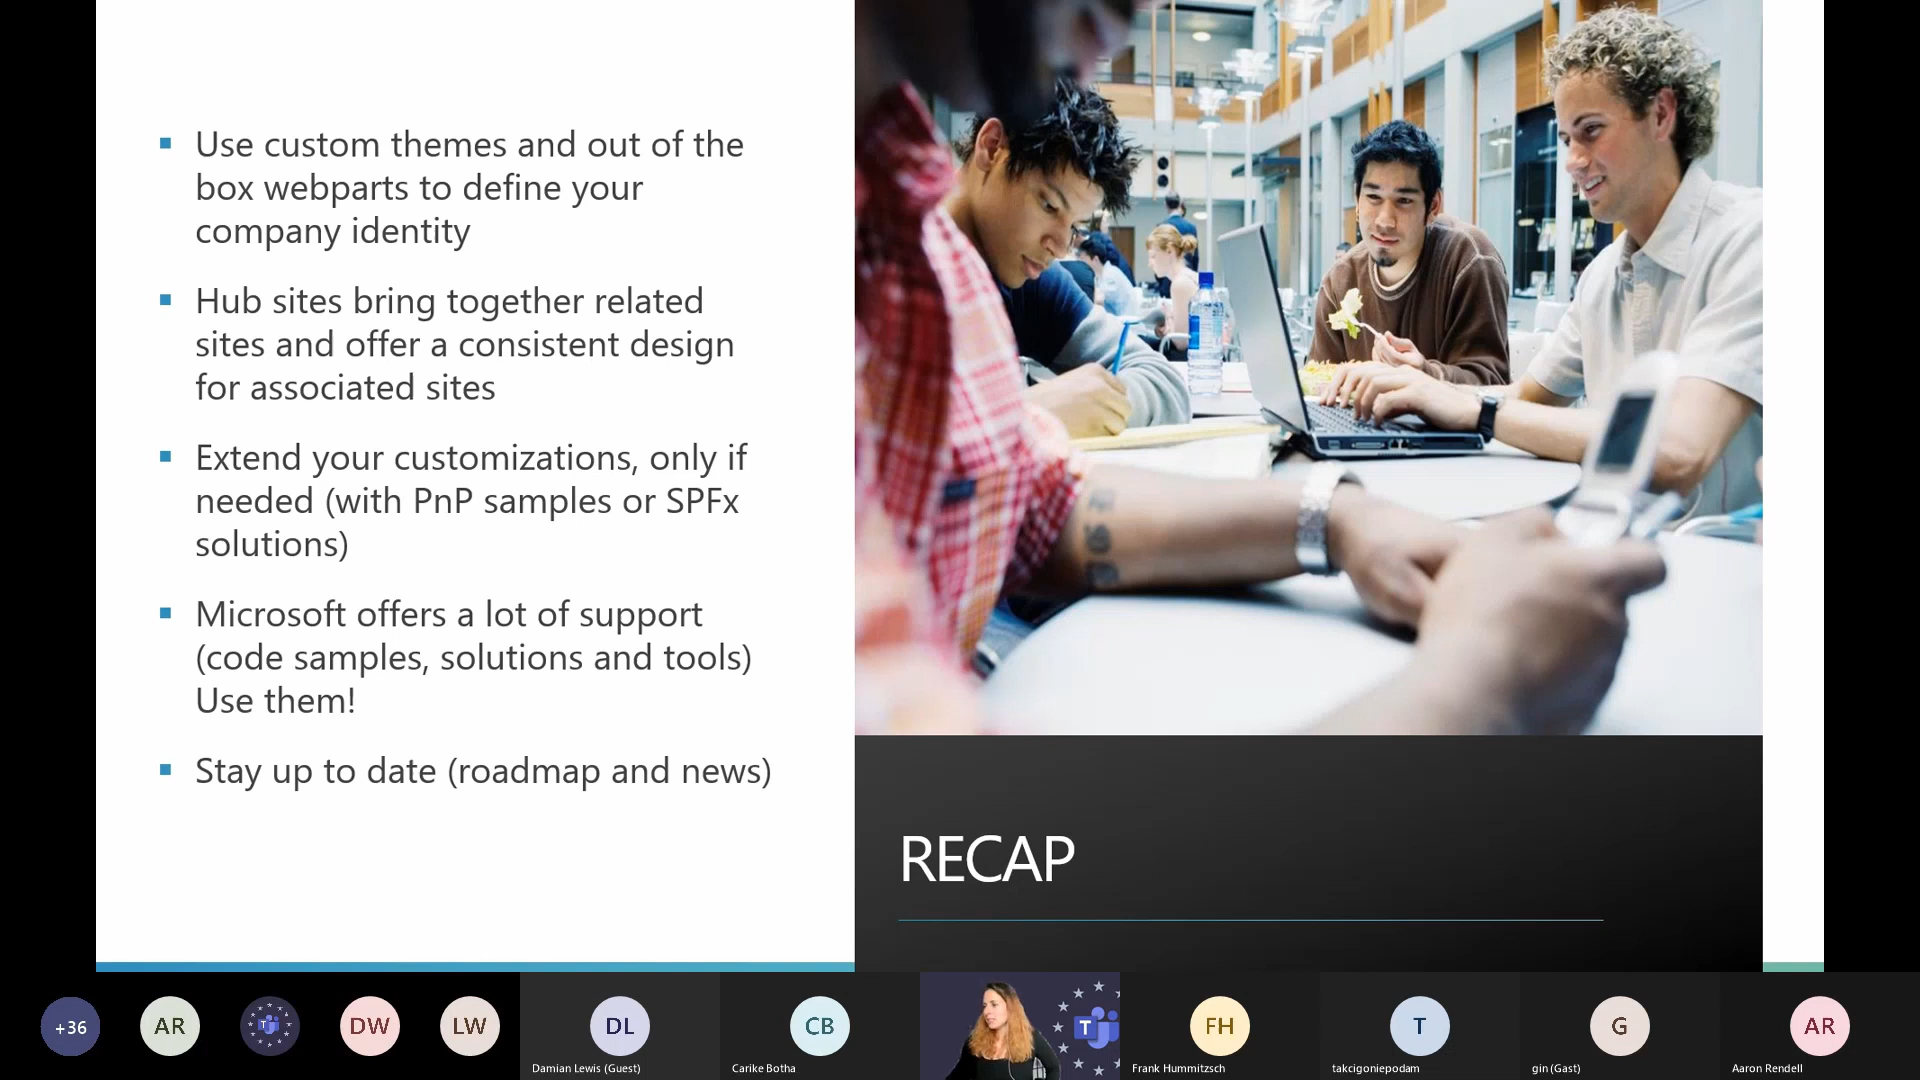 Use custom themes and out of the
box webparts to define your
company identity
Hub sites bring together related
sites and offer a consistent design
for associated sites
Extend your customizations, only if
needed (with PnP samples or SPFx
solutions)
Microsoft offers a lot of support
(code samples, solutions and tools)
Use them!
Stay up to date (roadmap and news)
RECAP
+36
AR
T
DW
LW
DL
Damian Lewis (Guest)
CB
Carike Botha
T
FH
Frank Hummitzsch
T
takcigoniepodam
G
gin (Gast)
AR
Aaron Rendell